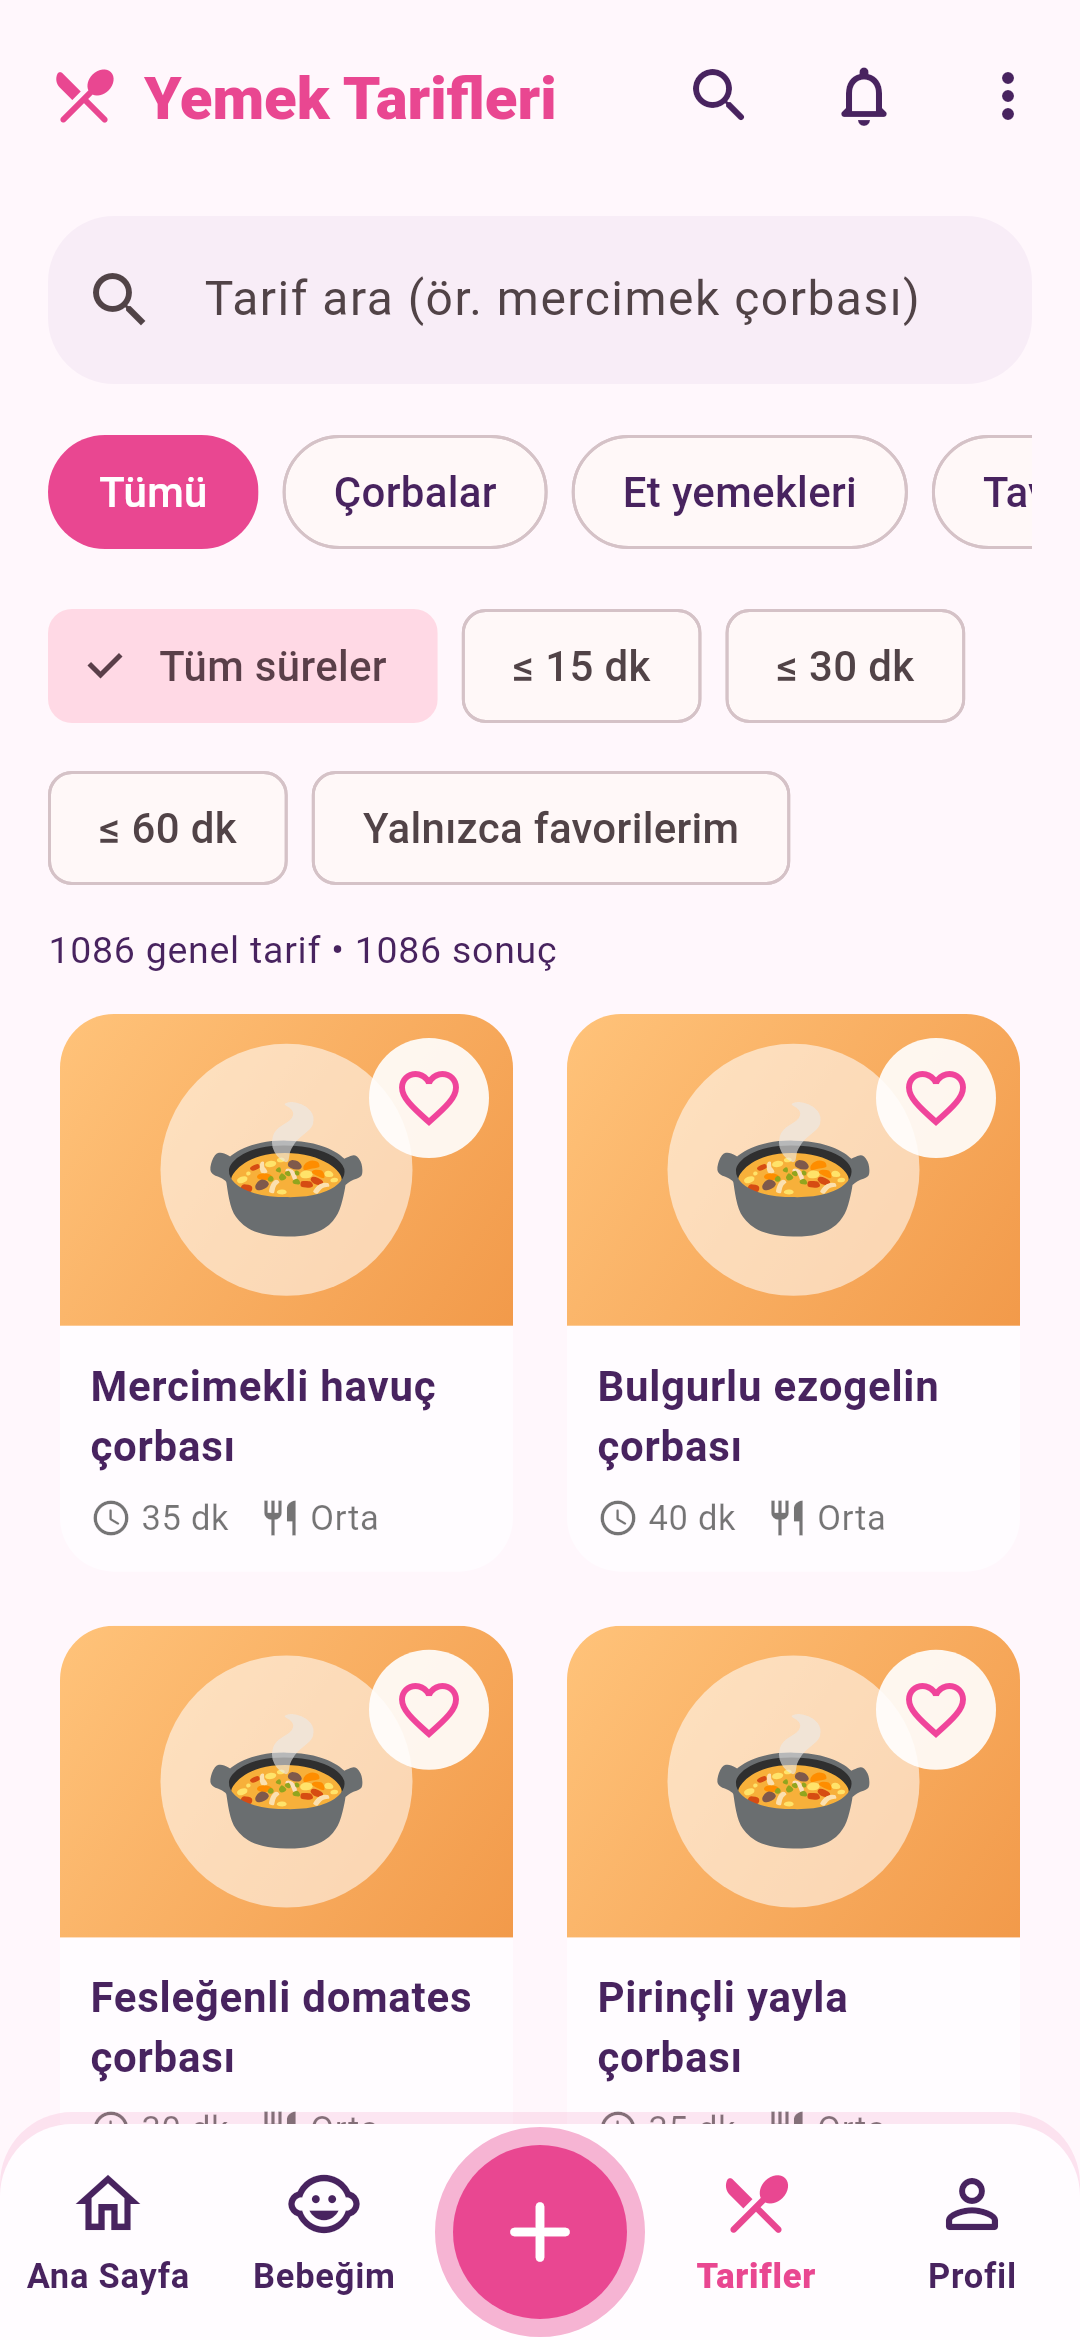 Yemek Tarifleri
Tarif ara (ör. mercimek çorbası)
Tümü
Çorbalar
Et yemekleri
≤ 15 dk
Tüm süreler
≤ 30 dk
≤ 60 dk
Yalnızca favorilerim
1086 genel tarif • 1086 sonuç
Mercimekli havuç
çorbası
35 dk
Orta
Bulgurlu ezogelin
çorbası
40 dk
Orta
Fesleğenli domates
çorbası
Pirinçli yayla
çorbası
Ana Sayfa
Bebeğim
Tarifler
Profil